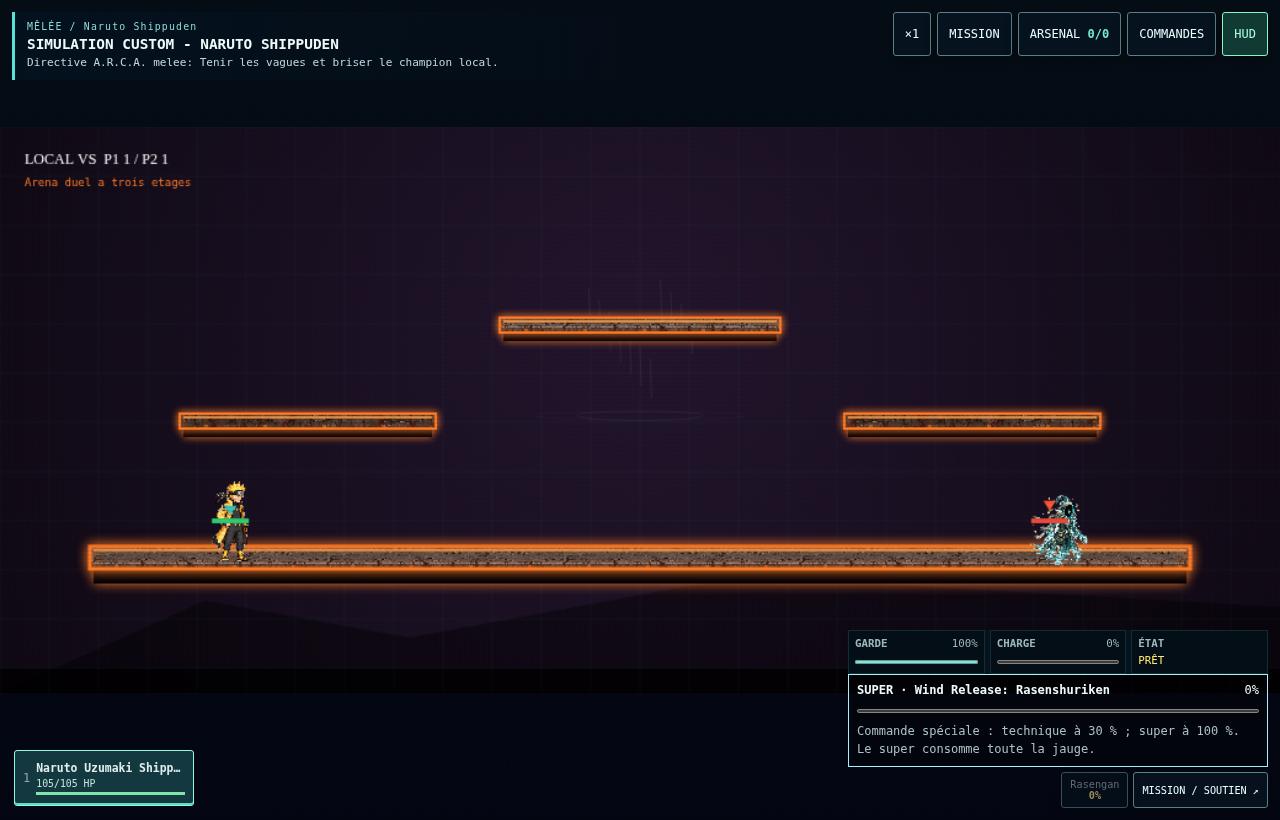 MÊLÉE / Naruto Shippuden
SIMULATION CUSTOM - NARUTO SHIPPUDEN
Directive A.R.C.A. melee: Tenir les vagues et briser le champion local.
×1
MISSION
ARSENAL 0/0
COMMANDES
HUD
LOCAL VS P1 1 / P2 1
Arena duel a trois etages
GARDE 100%
CHARGE 0%
ÉTAT
PRÊT
SUPER · Wind Release: Rasenshuriken 0%
Commande spéciale : technique à 30 % ; super à 100 %.
Le super consomme toute la jauge.
1
Naruto Uzumaki Shipp…
105/105 HP
Rasengan
0%
MISSION / SOUTIEN ↗